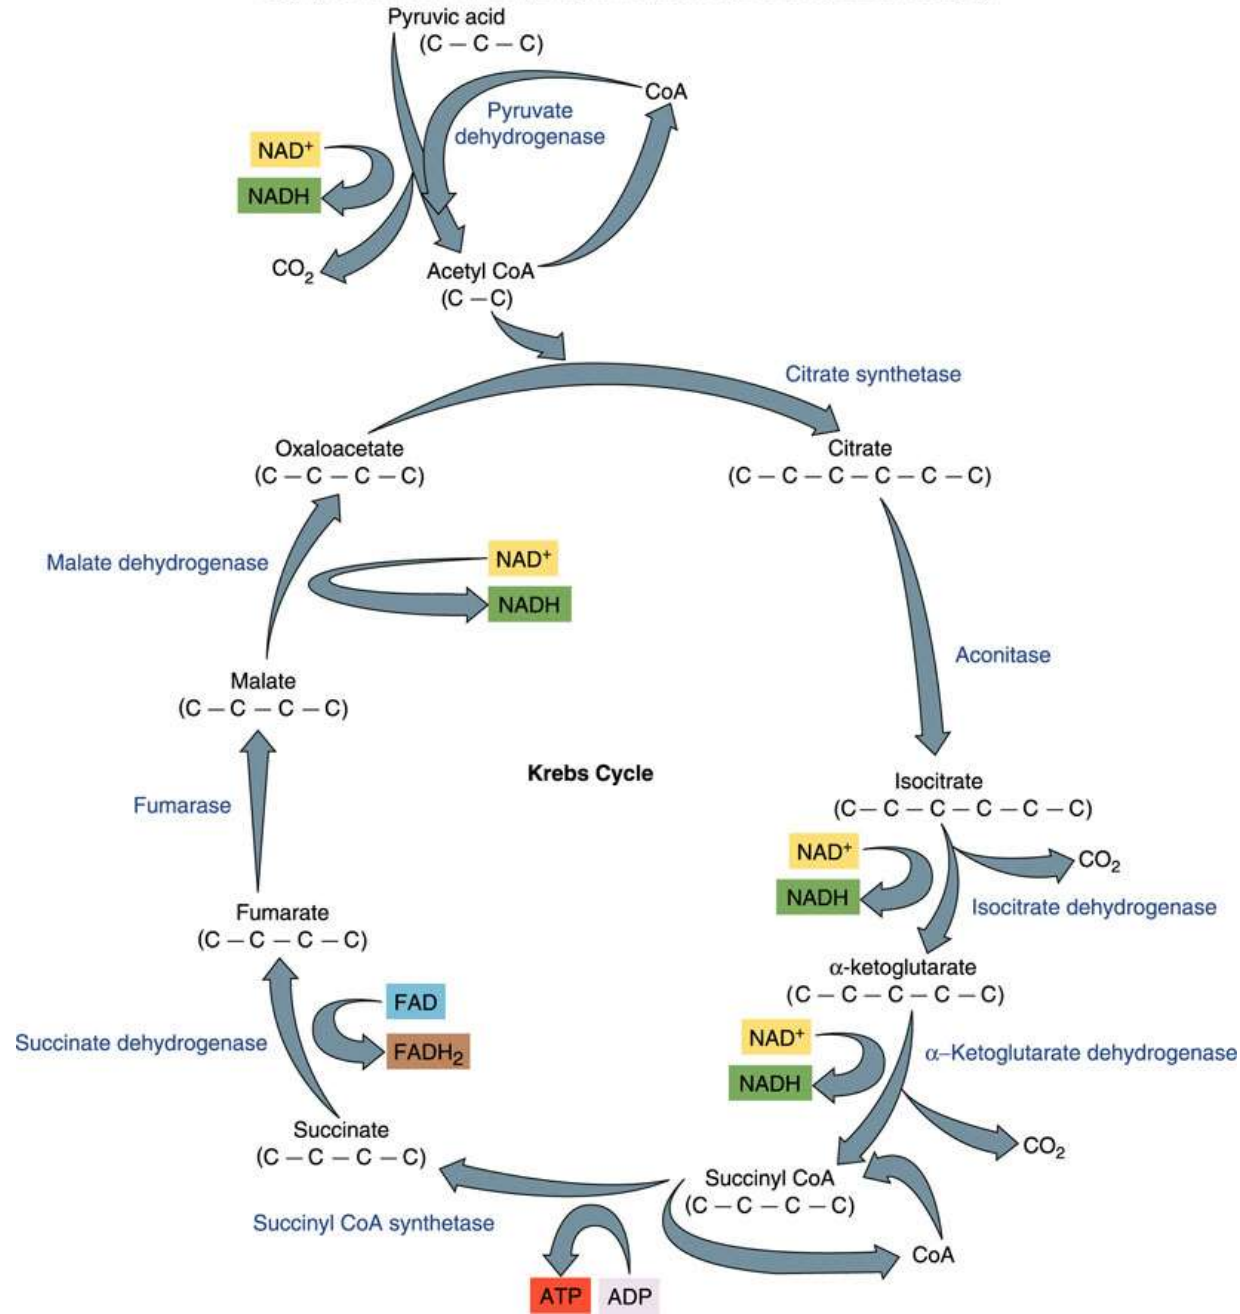 Pyruvic acid
(C – C – C)
CoA
Pyruvate
dehydrogenase
NAD⁺
NADH
CO₂
Acetyl CoA
(C – C)
Citrate synthetase
Oxaloacetate
(C – C – C – C)
Citrate
(C – C – C – C – C – C)
Malate dehydrogenase
NAD⁺
NADH
Aconitase
Malate
(C – C – C – C)
Krebs Cycle
Isocitrate
(C – C – C – C – C – C)
Fumarase
NAD⁺
CO₂
NADH
Isocitrate dehydrogenase
Fumarate
(C – C – C – C)
α-ketoglutarate
(C – C – C – C – C)
FAD
Succinate dehydrogenase
FADH₂
NAD⁺
α–Ketoglutarate dehydrogenase
NADH
Succinate
(C – C – C – C)
CO₂
Succinyl CoA
(C – C – C – C)
Succinyl CoA synthetase
CoA
ATP
ADP